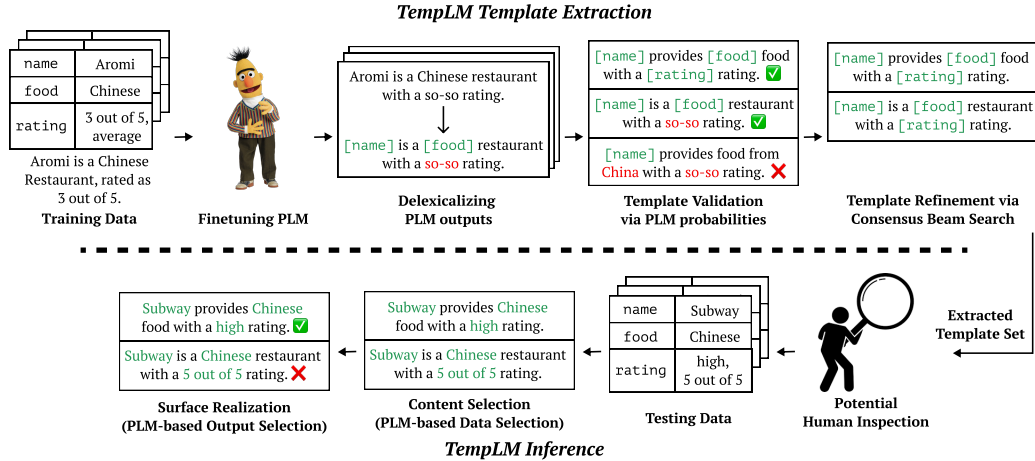 TempLM Template Extraction
name
Aromi
food
Chinese
rating
3 out of 5,
average
Aromi is a Chinese
Restaurant, rated as
3 out of 5.
Training Data
Finetuning PLM
Aromi is a Chinese restaurant
with a so-so rating.
[name] is a [food] restaurant
with a so-so rating.
Delexicalizing
PLM outputs
[name] provides [food] food
with a [rating] rating.
[name] is a [food] restaurant
with a so-so rating.
[name] provides food from
China with a so-so rating.
Template Validation
via PLM probabilities
[name] provides [food] food
with a [rating] rating.
[name] is a [food] restaurant
with a [rating] rating.
Template Refinement via
Consensus Beam Search
Subway provides Chinese
food with a high rating.
Subway is a Chinese restaurant
with a 5 out of 5 rating.
Surface Realization
(PLM-based Output Selection)
Subway provides Chinese
food with a high rating.
Subway is a Chinese restaurant
with a 5 out of 5 rating.
Content Selection
(PLM-based Data Selection)
name
Subway
food
Chinese
rating
high,
5 out of 5
Testing Data
Potential
Human Inspection
Extracted
Template Set
TempLM Inference